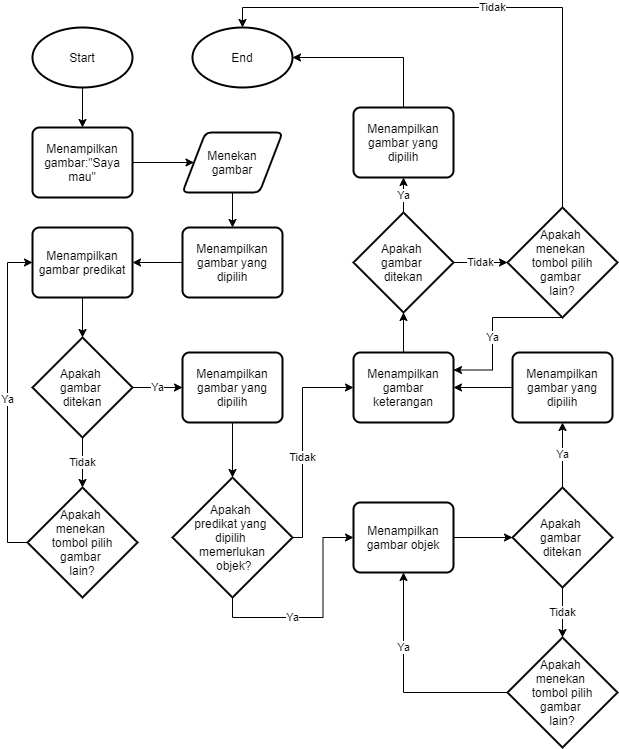 Tidak
Start
End
Menampilkan
gambar:"Saya
mau"
Menekan
gambar
Menampilkan
gambar yang
dipilih
Ya
Menampilkan
gambar predikat
Menampilkan
gambar yang
dipilih
Apakah
gambar
ditekan
Tidak
Apakah
menekan
tombol pilih
gambar
lain?
Ya
Apakah
gambar
ditekan
Ya
Menampilkan
gambar yang
dipilih
Menampilkan
gambar
keterangan
Menampilkan
gambar yang
dipilih
Ya
Tidak
Tidak
Ya
Apakah
menekan
tombol pilih
gambar
lain?
Apakah
predikat yang
dipilih
memerlukan
objek?
Menampilkan
gambar objek
Apakah
gambar
ditekan
Ya
Tidak
Ya
Apakah
menekan
tombol pilih
gambar
lain?